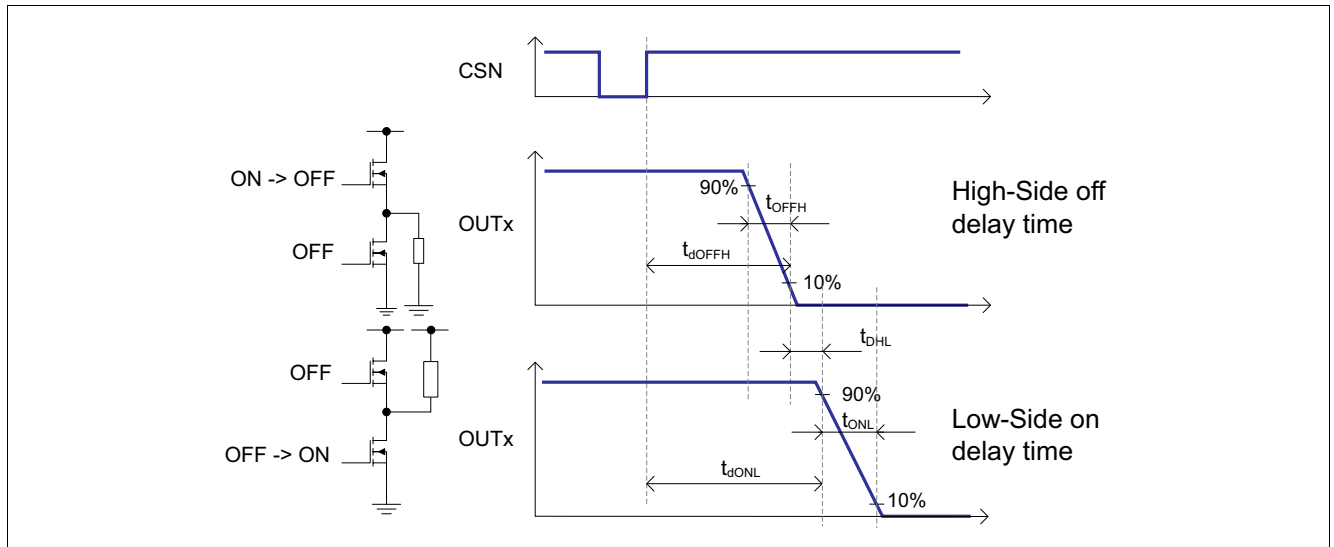 CSN
ON -> OFF
OFF
OUTx
90%
tOFFH
tdOFFH
10%
High-Side off
delay time
tDHL
OFF
OFF -> ON
OUTx
90%
tONL
tdONL
10%
Low-Side on
delay time